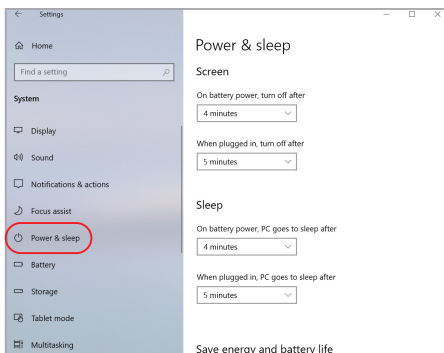 Settings
Home
Find a setting
System
Display
Sound
Notifications & actions
Focus assist
Power & sleep
Battery
Storage
Tablet mode
Multitasking
Power & sleep
Screen
On battery power, turn off after
4 minutes
When plugged in, turn off after
5 minutes
Sleep
On battery power, PC goes to sleep after
4 minutes
When plugged in, PC goes to sleep after
5 minutes
Save energy and battery life